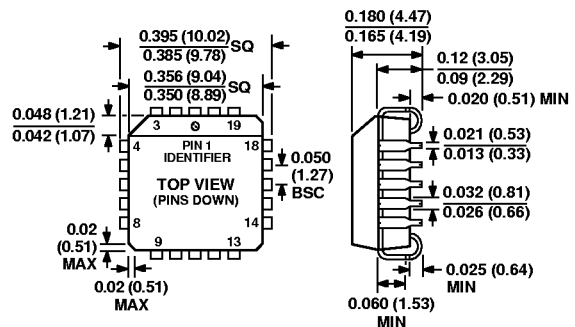 0.395 (10.02)
0.385 (9.78)
SQ
0.356 (9.04)
0.350 (8.89)
SQ
0.048 (1.21)
0.042 (1.07)
3
19
4
PIN 1
IDENTIFIER
18
TOP VIEW
(PINS DOWN)
0.050
(1.27)
BSC
8
14
9
13
0.02
(0.51)
MAX
0.02 (0.51)
MAX
0.180 (4.47)
0.165 (4.19)
0.12 (3.05)
0.09 (2.29)
0.020 (0.51) MIN
0.021 (0.53)
0.013 (0.33)
0.032 (0.81)
0.026 (0.66)
0.025 (0.64)
MIN
0.060 (1.53)
MIN